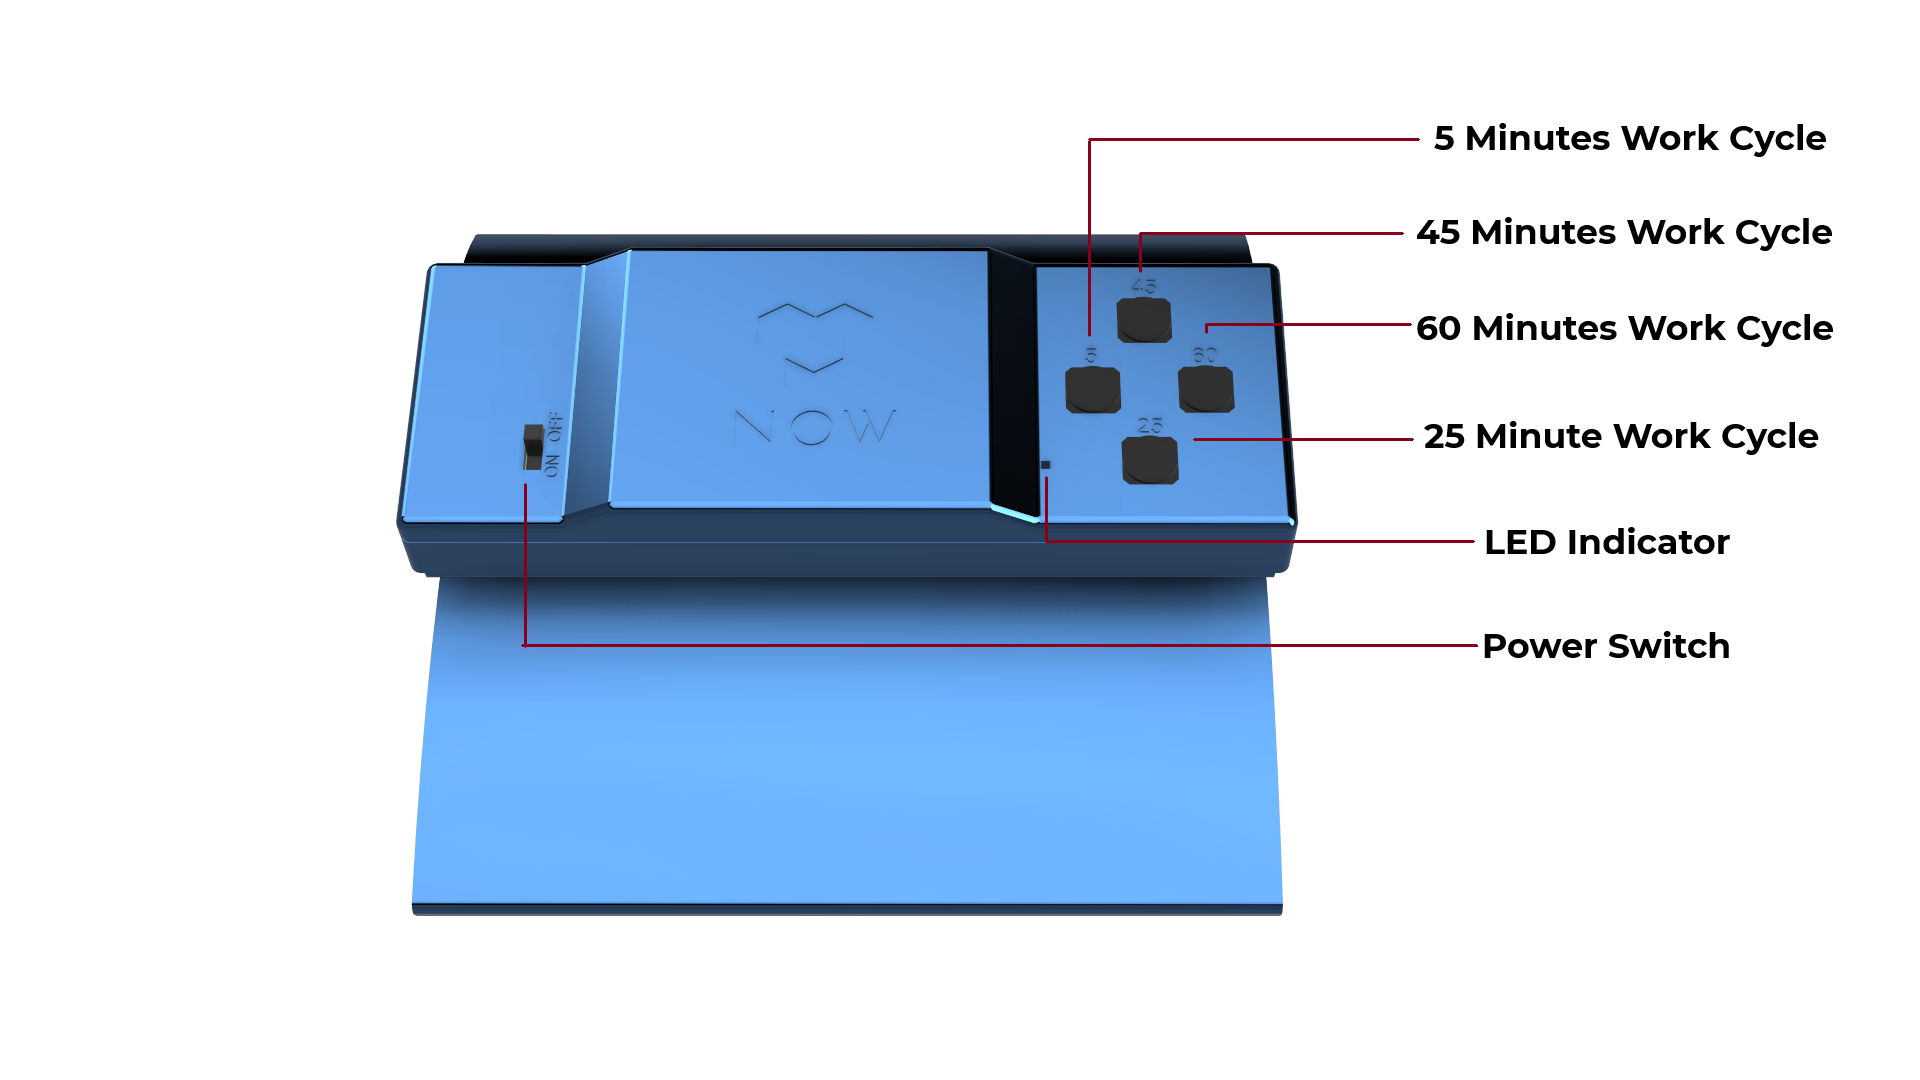 5 Minutes Work Cycle
45 Minutes Work Cycle
45
60 Minutes Work Cycle
5
60
NOW
OFF
ON
25
25 Minute Work Cycle
LED Indicator
Power Switch